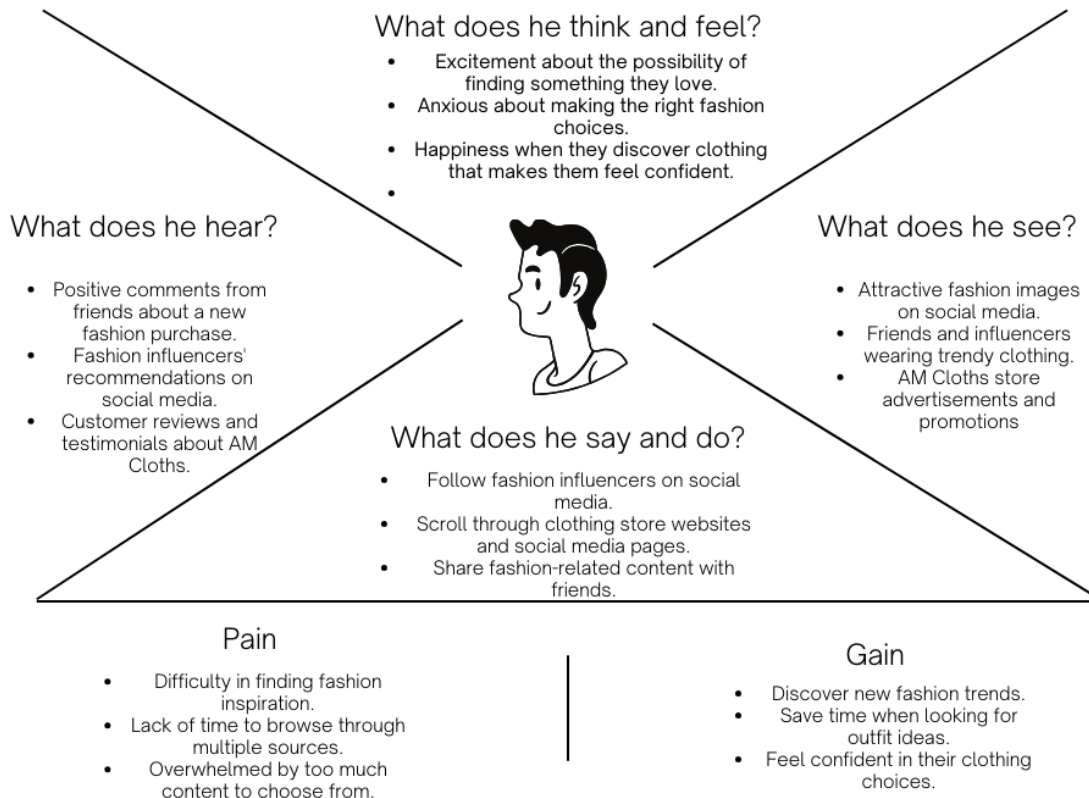 What does he think and feel?
• Excitement about the possibility of
finding something they love.
• Anxious about making the right fashion
choices.
• Happiness when they discover clothing
that makes them feel confident.
•
What does he hear?
• Positive comments from
friends about a new
fashion purchase.
• Fashion influencers'
recommendations on
social media.
• Customer reviews and
testimonials about AM
Cloths.
What does he see?
• Attractive fashion images
on social media.
• Friends and influencers
wearing trendy clothing.
• AM Cloths store
advertisements and
promotions
What does he say and do?
• Follow fashion influencers on social
media.
• Scroll through clothing store websites
and social media pages.
• Share fashion-related content with
friends.
Pain
• Difficulty in finding fashion
inspiration.
• Lack of time to browse through
multiple sources.
• Overwhelmed by too much
content to choose from.
Gain
• Discover new fashion trends.
• Save time when looking for
outfit ideas.
• Feel confident in their clothing
choices.